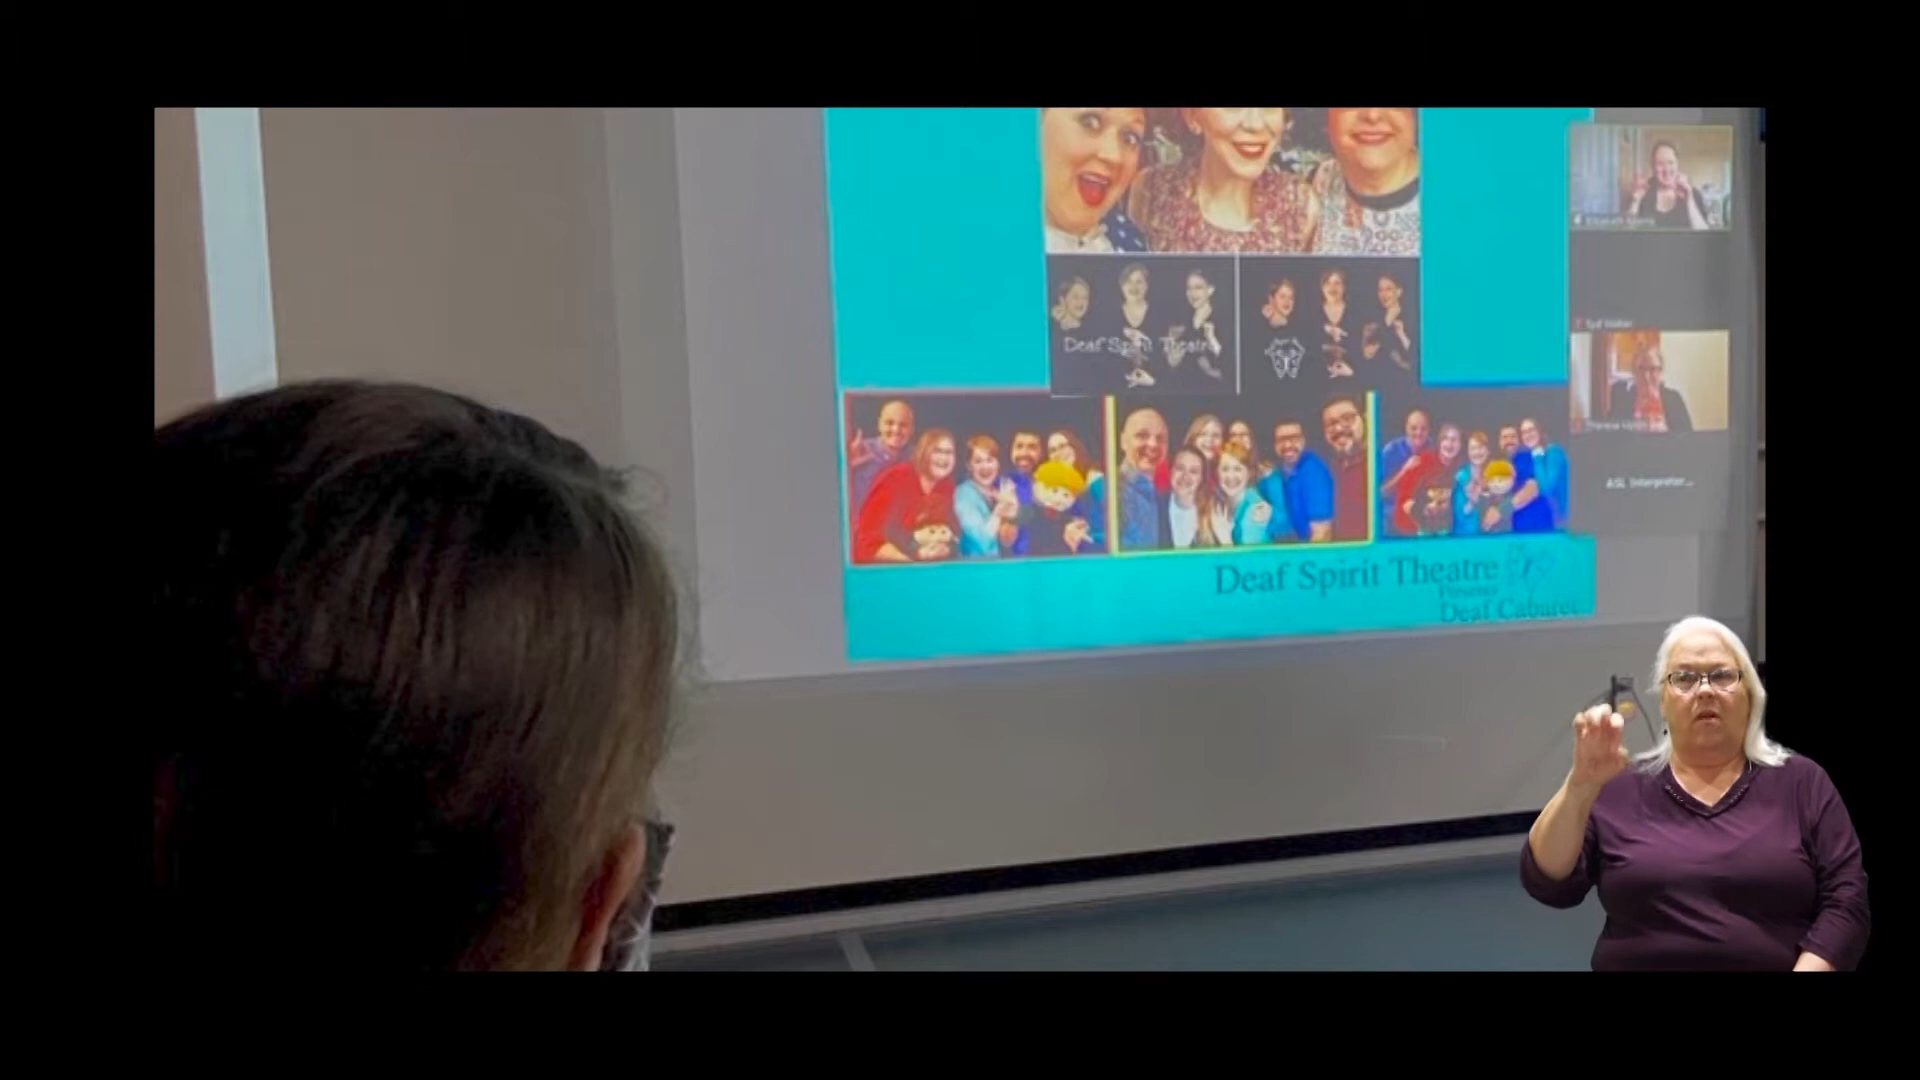 Deaf Spirit Theatre
ASL Interpreter...
Deaf Spirit Theatre
Presents
Deaf Cabaret